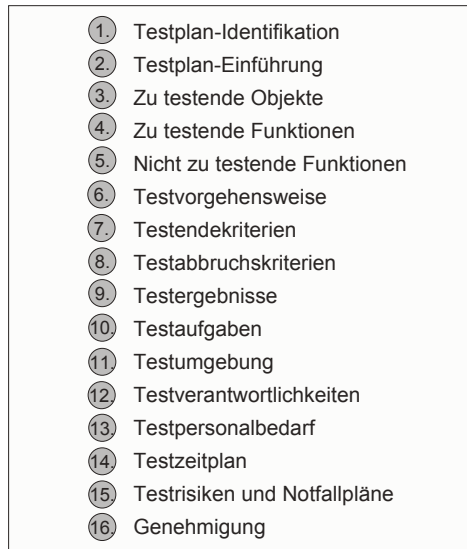 1. Testplan-Identifikation
2. Testplan-Einführung
3. Zu testende Objekte
4. Zu testende Funktionen
5. Nicht zu testende Funktionen
6. Testvorgehensweise
7. Testendekriterien
8. Testabbruchskriterien
9. Testergebnisse
10. Testaufgaben
11. Testumgebung
12. Testverantwortlichkeiten
13. Testpersonalbedarf
14. Testzeitplan
15. Testrisiken und Notfallpläne
16. Genehmigung